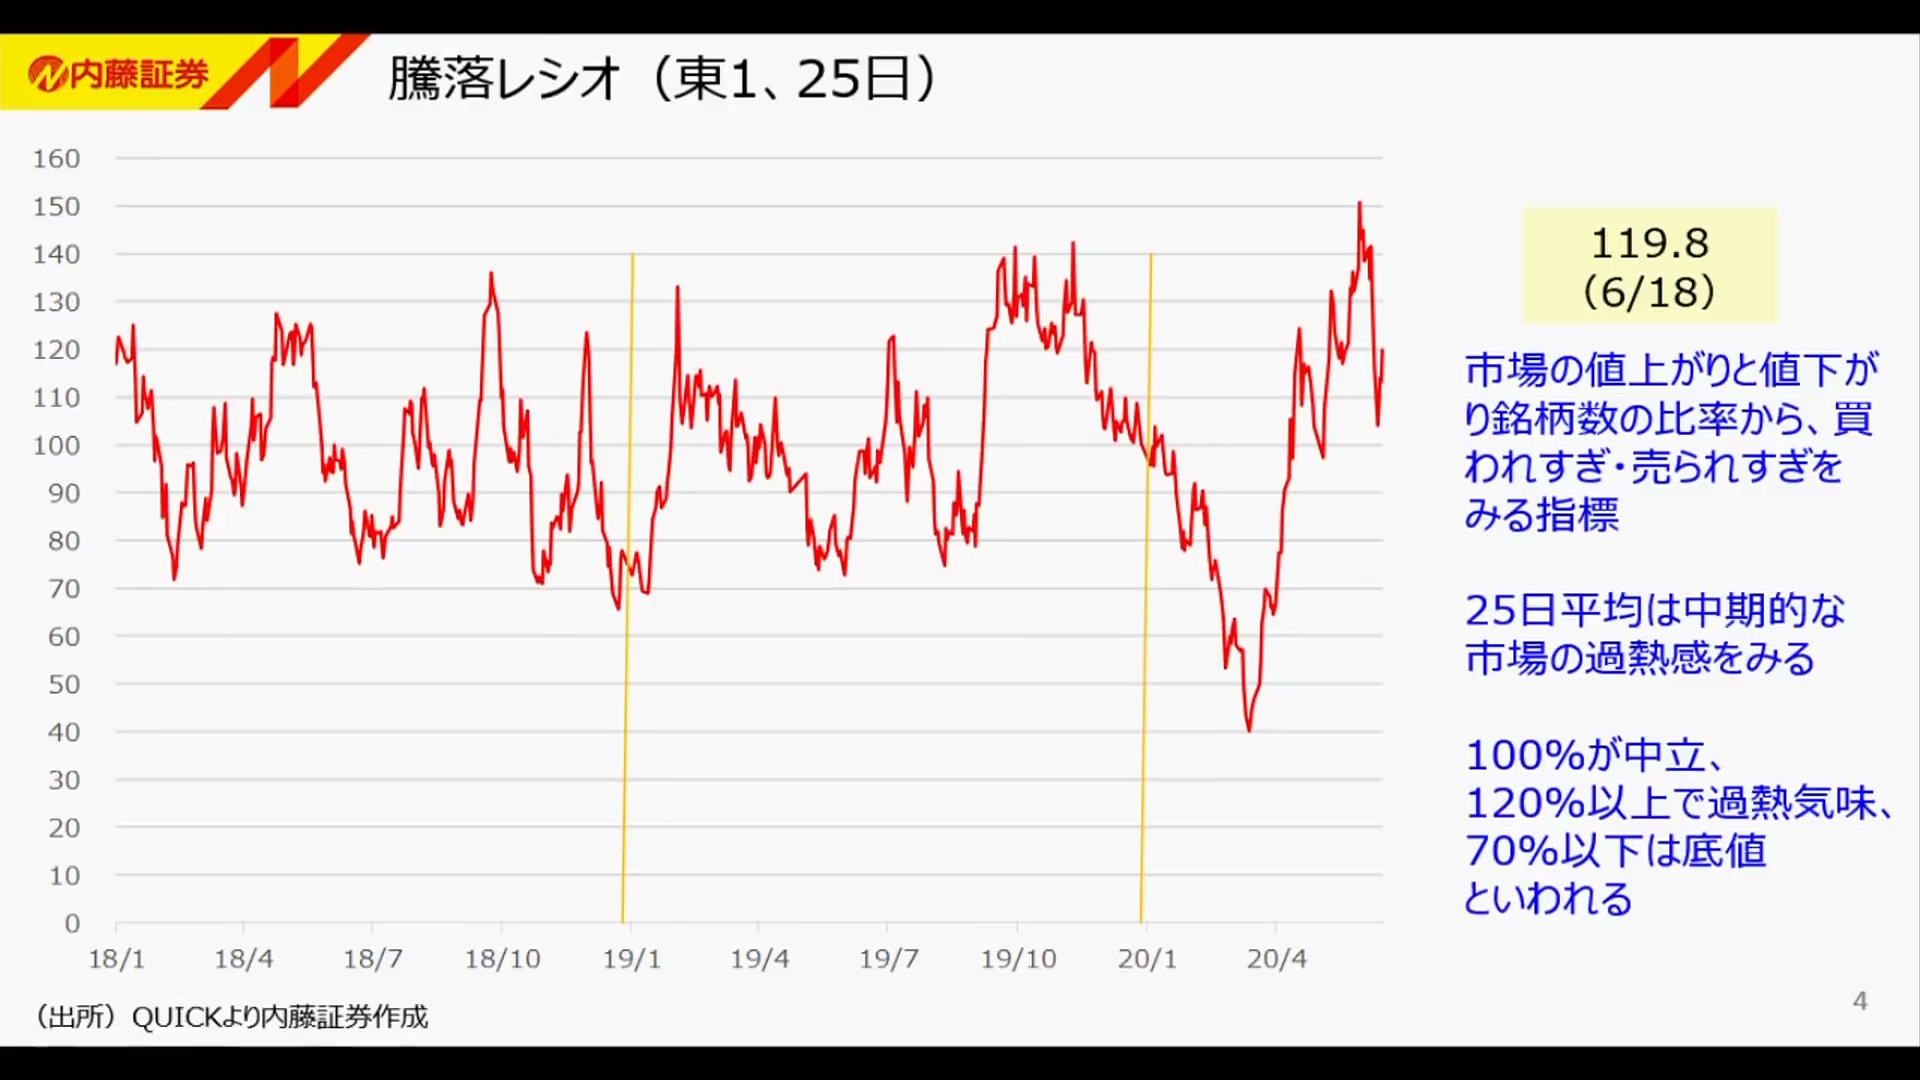 内藤証券
騰落レシオ（東1、25日）
160
150
140
130
120
110
100
90
80
70
60
50
40
30
20
10
0
18/1 18/4 18/7 18/10 19/1 19/4 19/7 19/10 20/1 20/4
119.8
（6/18）
市場の値上がりと値下が
り銘柄数の比率から、買
われすぎ・売られすぎを
みる指標
25日平均は中期的な
市場の過熱感をみる
100%が中立、
120%以上で過熱気味、
70%以下は底値
といわれる
（出所）QUICKより内藤証券作成
4